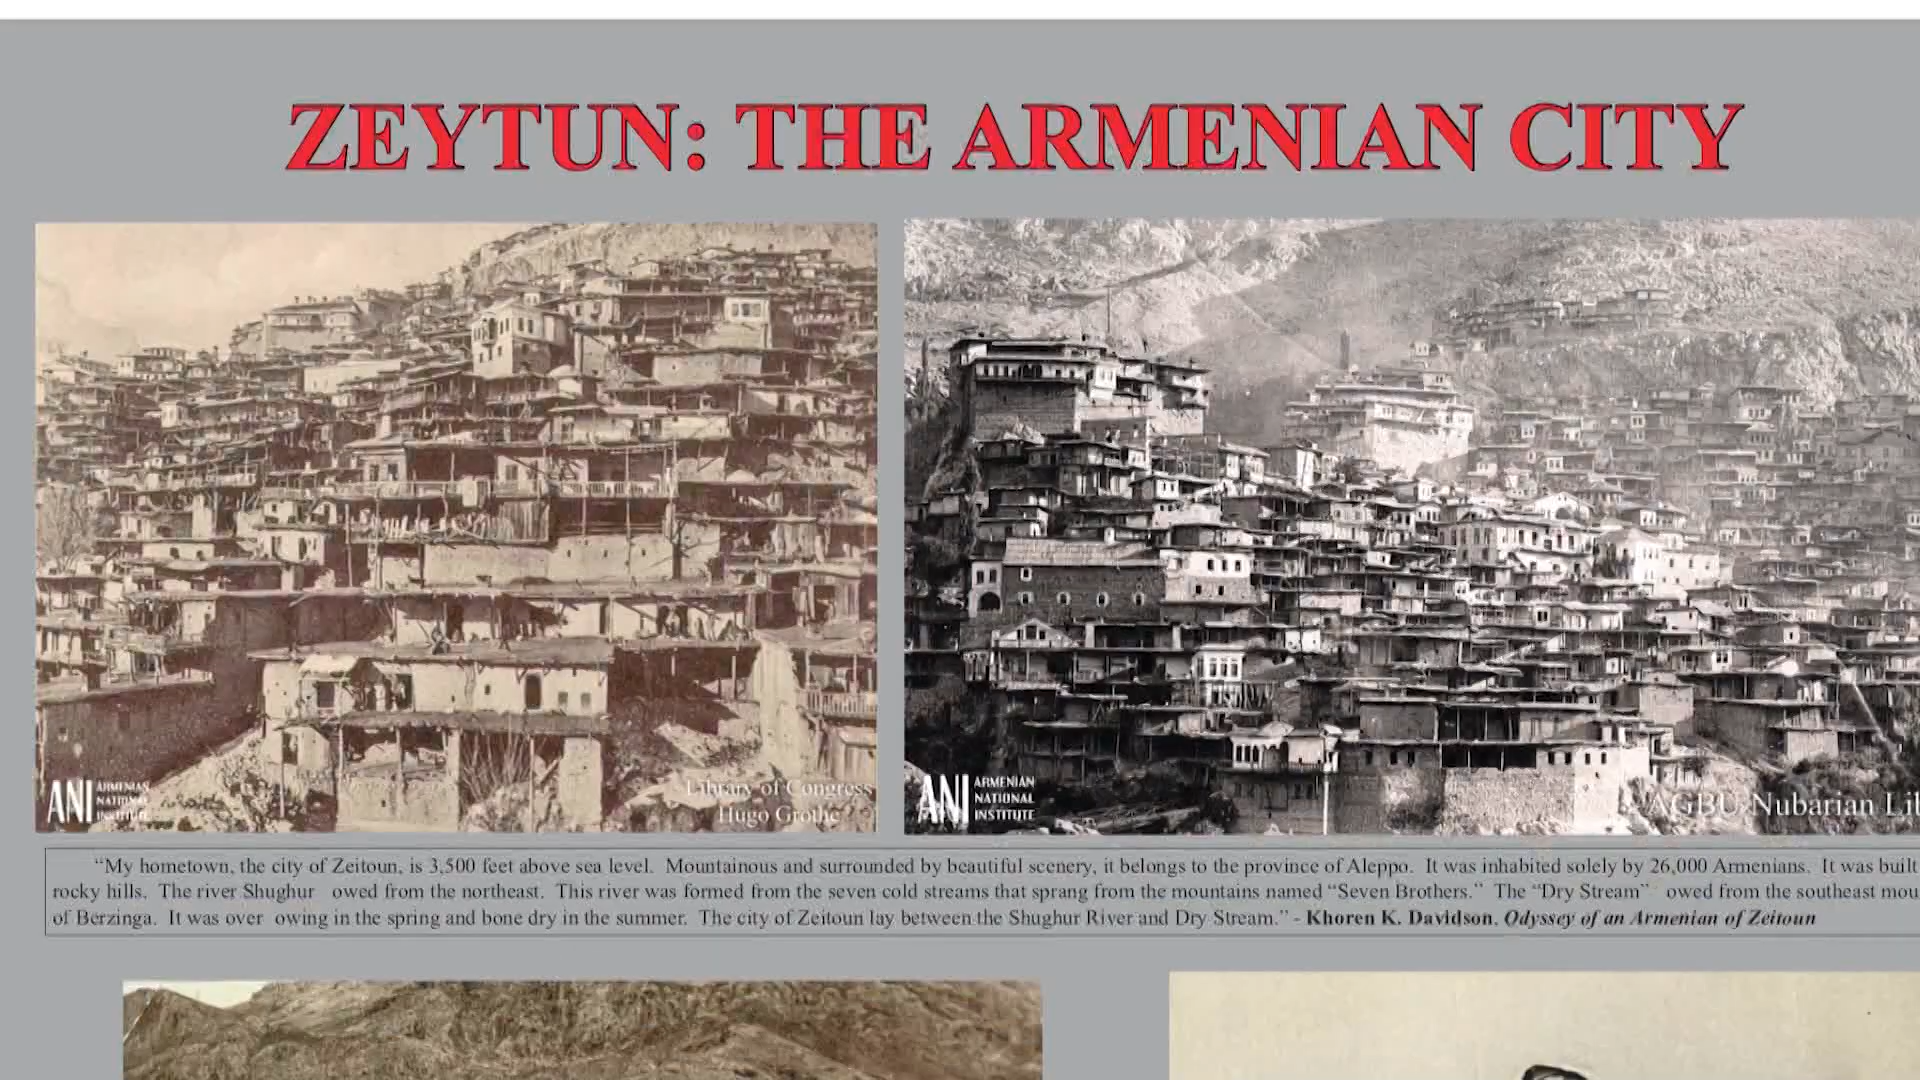 ZEYTUN: THE ARMENIAN CITY
ANI ARMENIAN
NATIONAL
INSTITUTE
Library of Congress
Hugo Grothe
ANI ARMENIAN
NATIONAL
INSTITUTE
AGBU Nubarian
“My hometown, the city of Zeitoun, is 3,500 feet above sea level. Mountainous and surrounded by beautiful scenery, it belongs to the province of Aleppo. It was inhabited solely by 26,000 Armenians. It was built
rocky hills. The river Shughur owed from the northeast. This river was formed from the seven cold streams that sprang from the mountains named “Seven Brothers.” The “Dry Stream” owed from the southeast
of Berzinga. It was over owing in the spring and bone dry in the summer. The city of Zeitoun lay between the Shughur River and Dry Stream.” - Khoren K. Davidson, Odyssey of an Armenian of Zeitoun